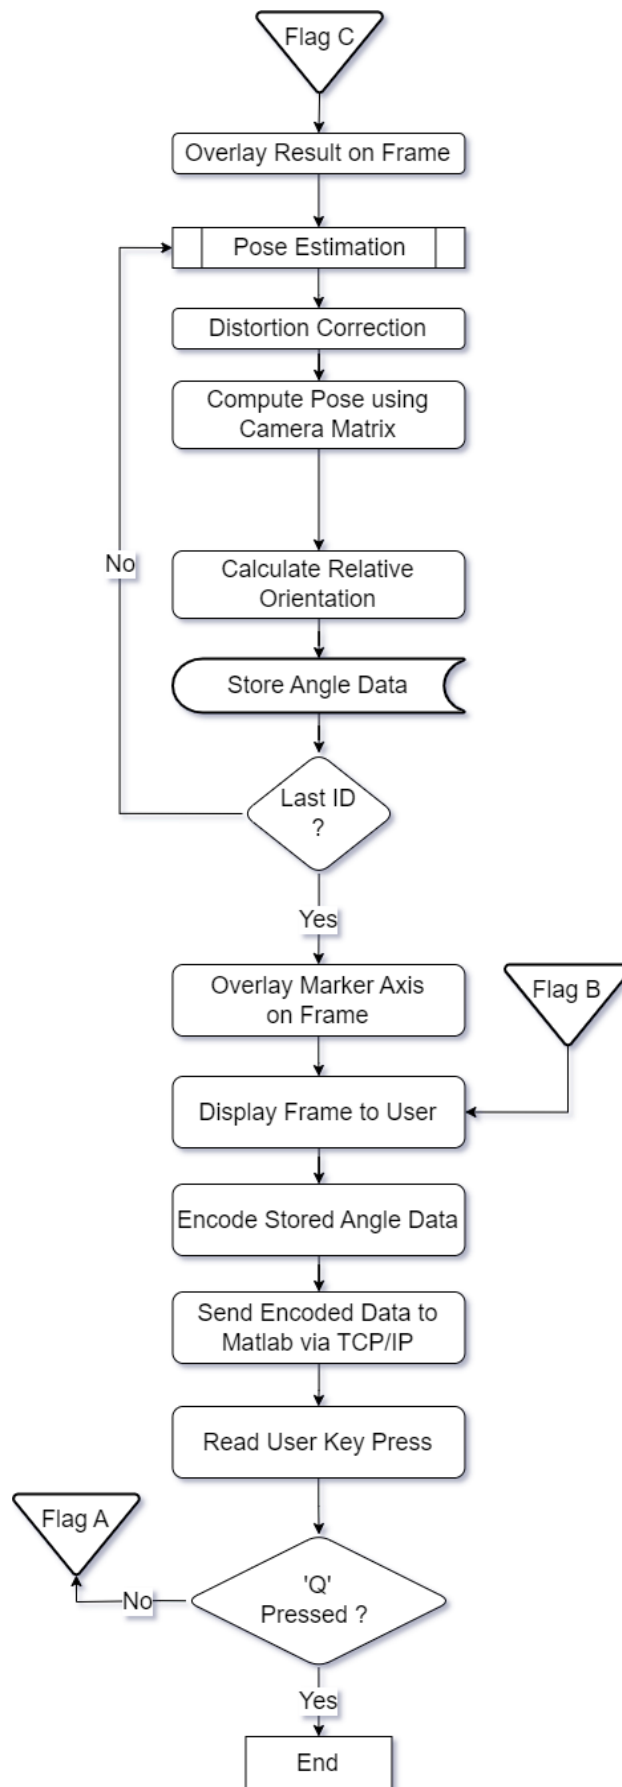 Flag C
Overlay Result on Frame
Pose Estimation
Distortion Correction
Compute Pose using
Camera Matrix
No
Calculate Relative
Orientation
Store Angle Data
Last ID
?
Yes
Overlay Marker Axis
on Frame
Flag B
Display Frame to User
Encode Stored Angle Data
Send Encoded Data to
Matlab via TCP/IP
Read User Key Press
Flag A
'Q'
Pressed ?
No
Yes
End